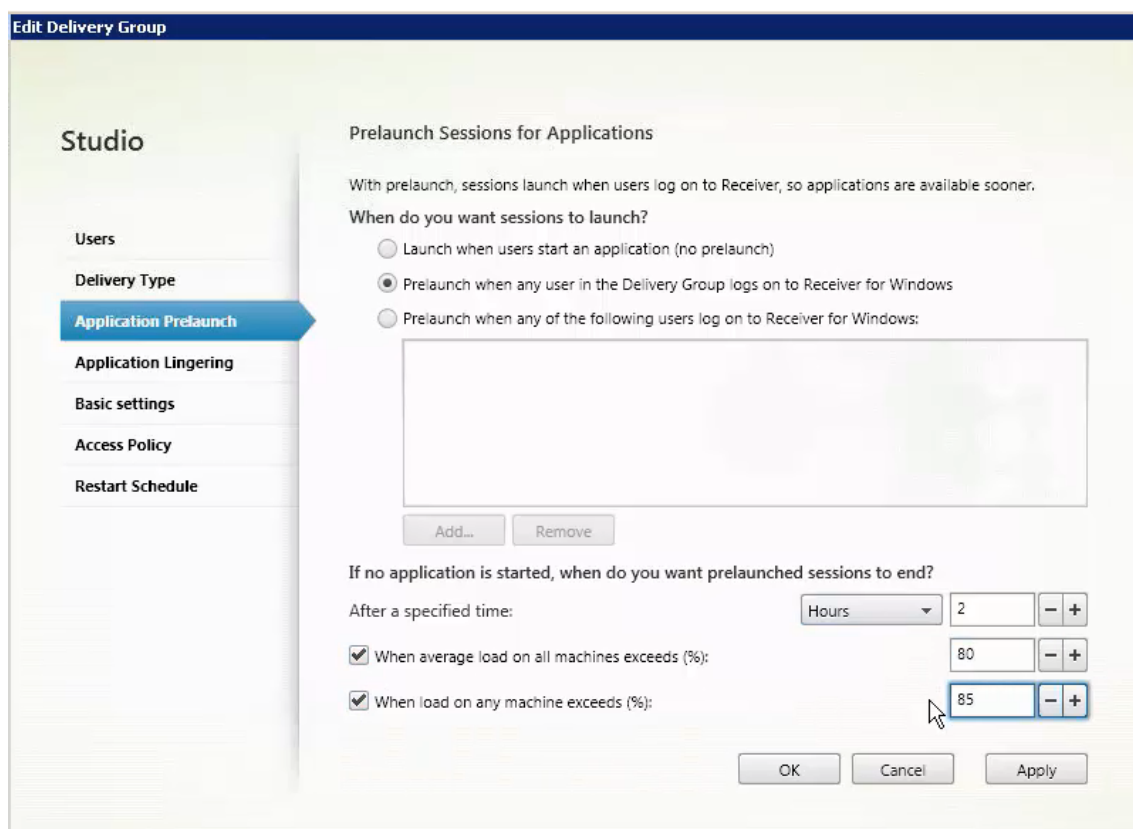 Edit Delivery Group
Studio
Users
Delivery Type
Application Prelaunch
Application Lingering
Basic settings
Access Policy
Restart Schedule
Prelaunch Sessions for Applications
With prelaunch, sessions launch when users log on to Receiver, so applications are available sooner.
When do you want sessions to launch?
Launch when users start an application (no prelaunch)
Prelaunch when any user in the Delivery Group logs on to Receiver for Windows
Prelaunch when any of the following users log on to Receiver for Windows:
Add... Remove
If no application is started, when do you want prelaunched sessions to end?
After a specified time: Hours 2 − +
When average load on all machines exceeds (%): 80 − +
When load on any machine exceeds (%): 85 − +
OK Cancel Apply